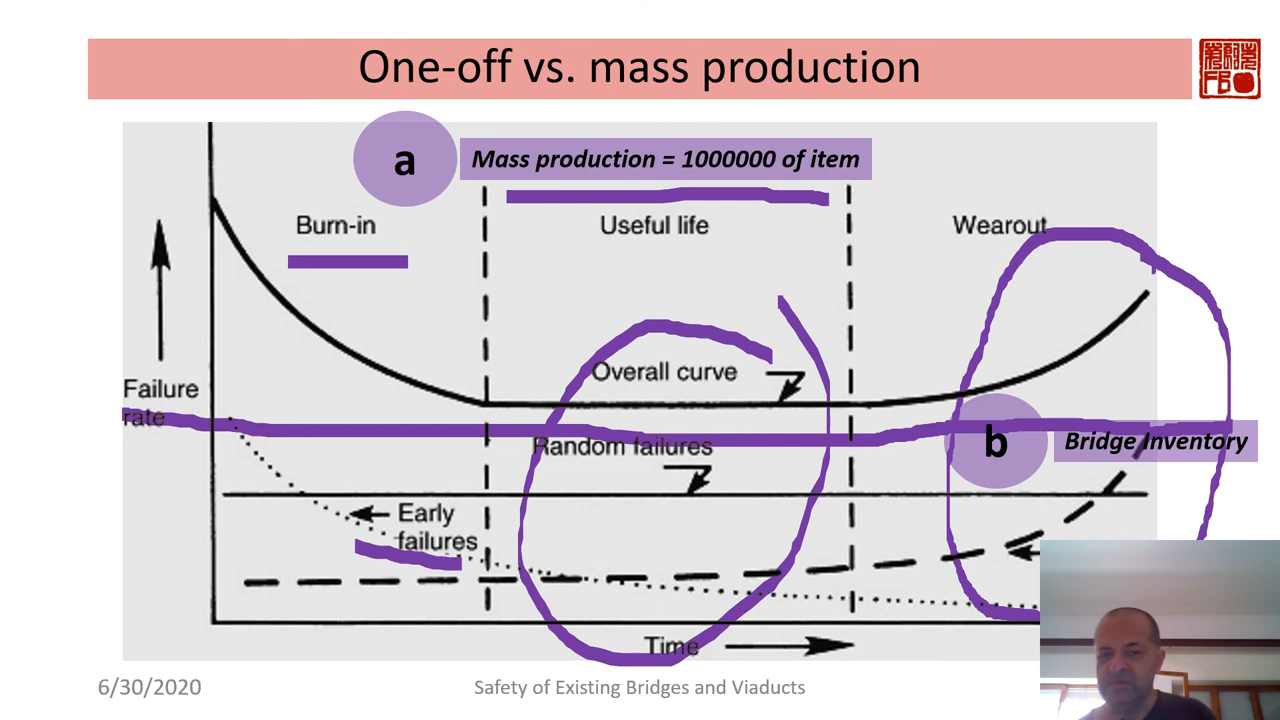 One-off vs. mass production
a
Mass production = 1000000 of item
Burn-in
Useful life
Wearout
Overall curve
Failure
rate
Random failures
b
Bridge Inventory
Early
failures
Time
6/30/2020
Safety of Existing Bridges and Viaducts